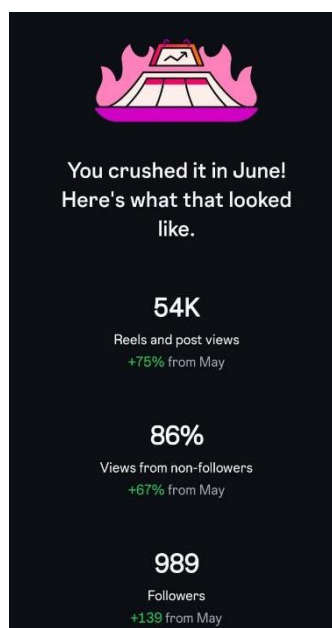 You crushed it in June!
Here's what that looked
like.
54K
Reels and post views
+75% from May
86%
Views from non-followers
+67% from May
989
Followers
+139 from May